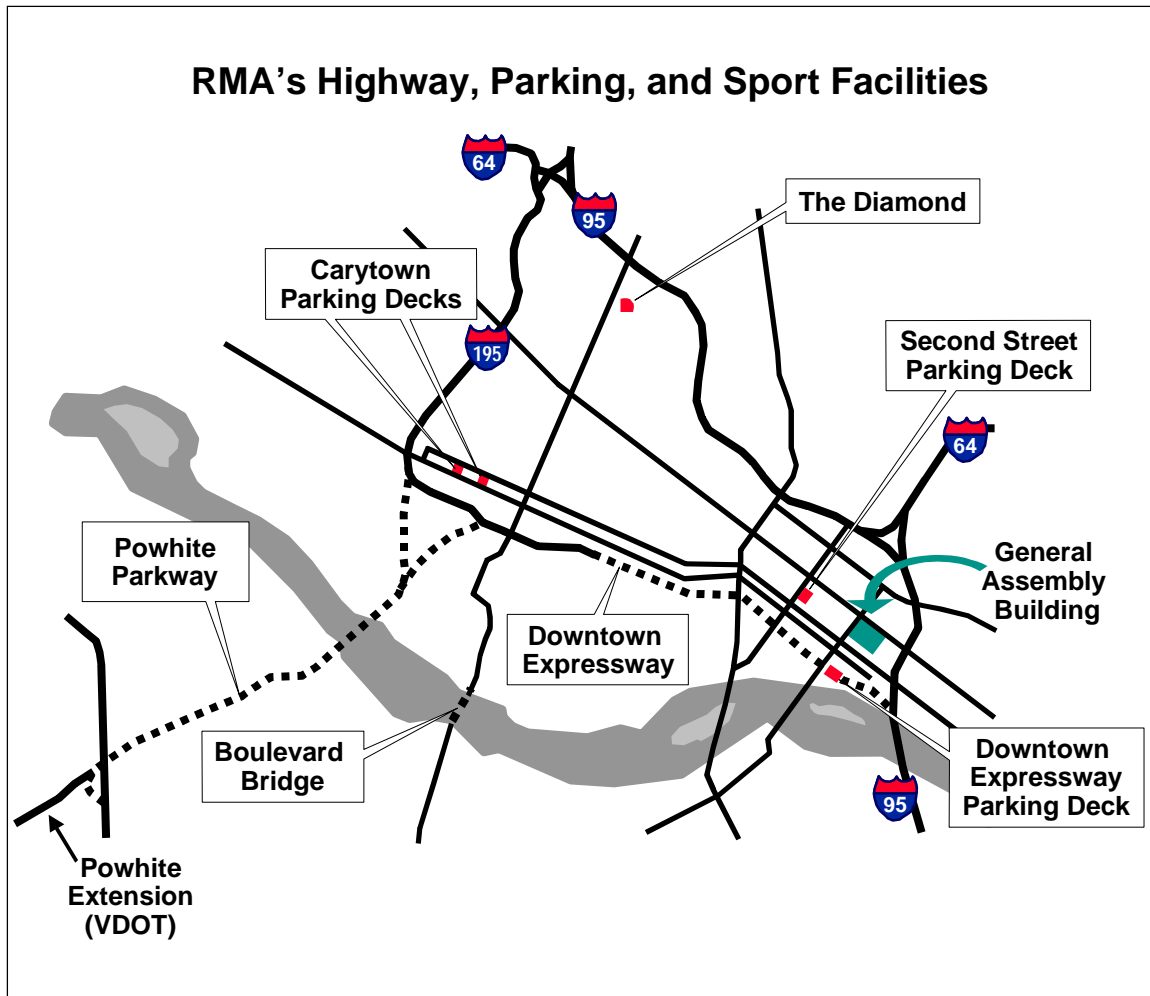 RMA's Highway, Parking, and Sport Facilities
64
The Diamond
95
Carytown
Parking Decks
195
Second Street
Parking Deck
64
Powhite
Parkway
General
Assembly
Building
Downtown
Expressway
Boulevard
Bridge
Downtown
Expressway
Parking Deck
95
Powhite
Extension
(VDOT)